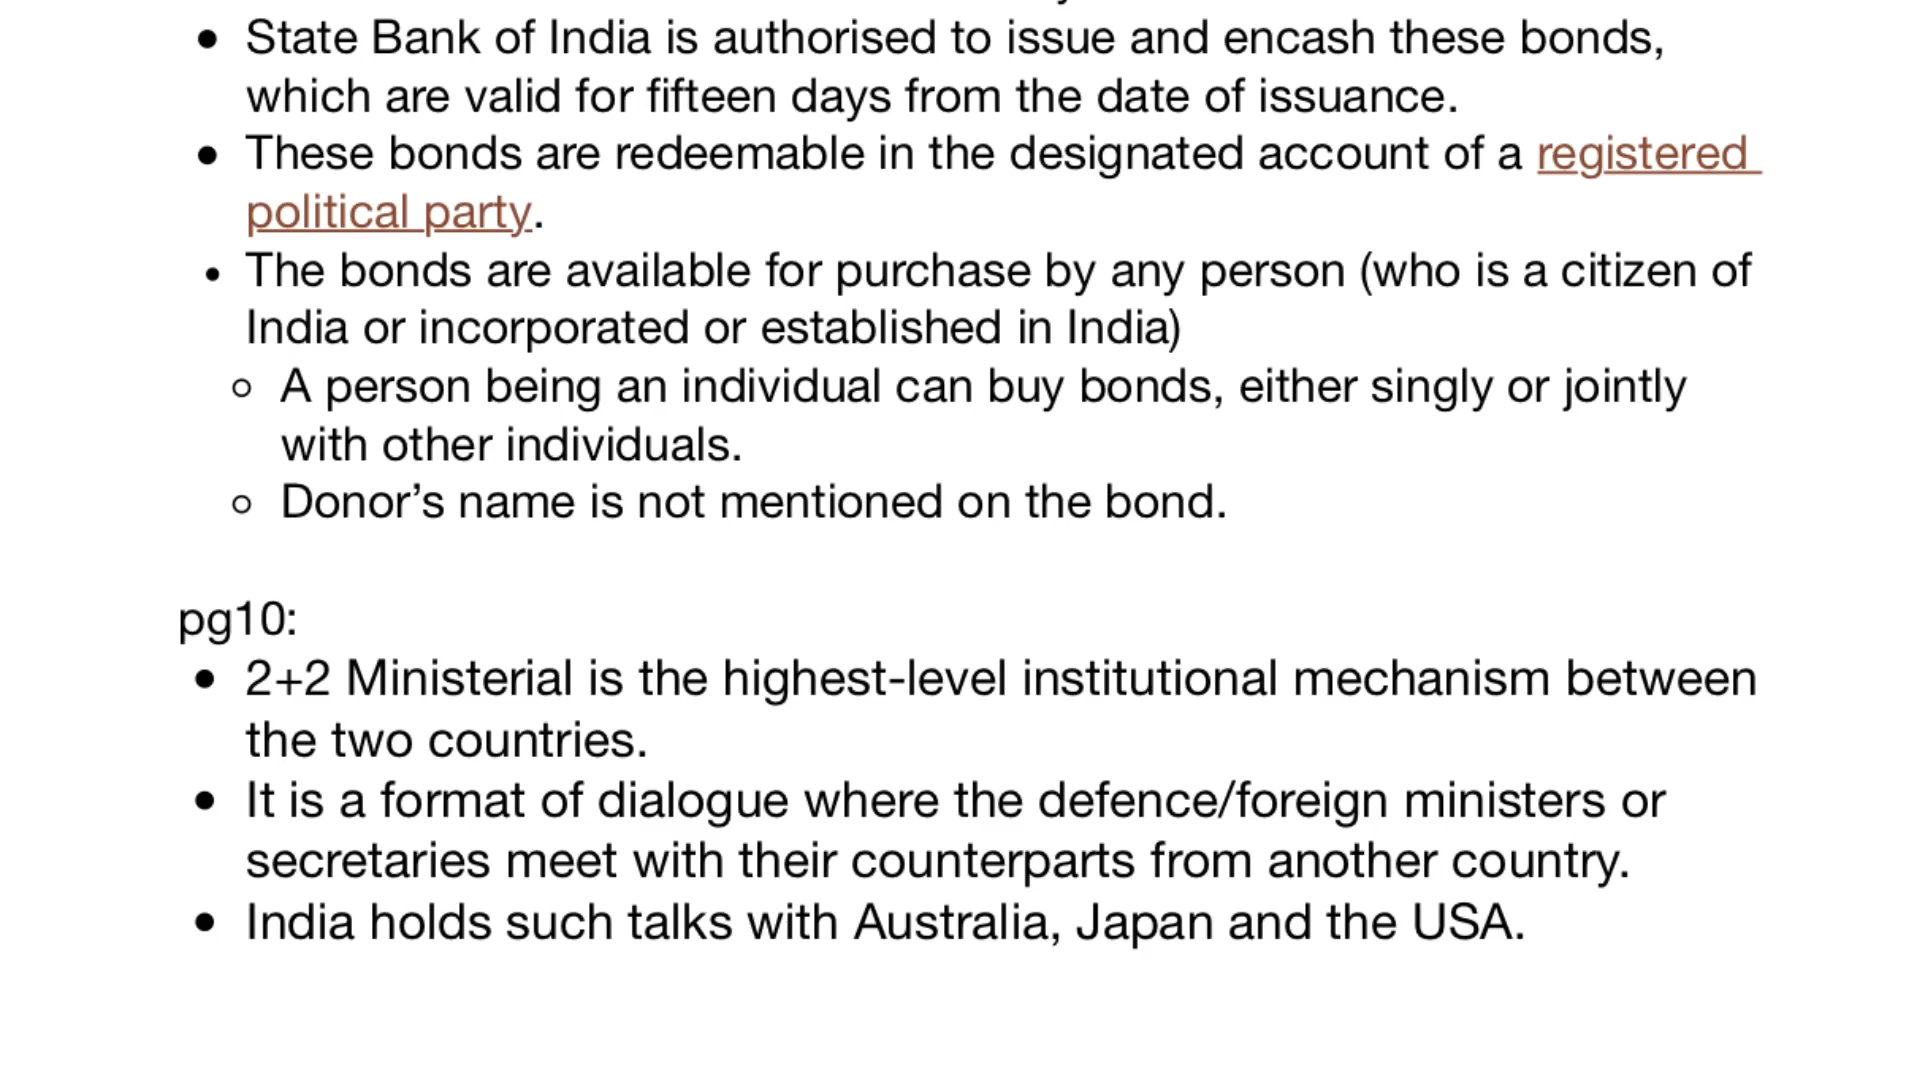 • State Bank of India is authorised to issue and encash these bonds,
which are valid for fifteen days from the date of issuance.
• These bonds are redeemable in the designated account of a registered
political party.
• The bonds are available for purchase by any person (who is a citizen of
India or incorporated or established in India)
○ A person being an individual can buy bonds, either singly or jointly
with other individuals.
○ Donor’s name is not mentioned on the bond.
pg10:
• 2+2 Ministerial is the highest-level institutional mechanism between
the two countries.
• It is a format of dialogue where the defence/foreign ministers or
secretaries meet with their counterparts from another country.
• India holds such talks with Australia, Japan and the USA.